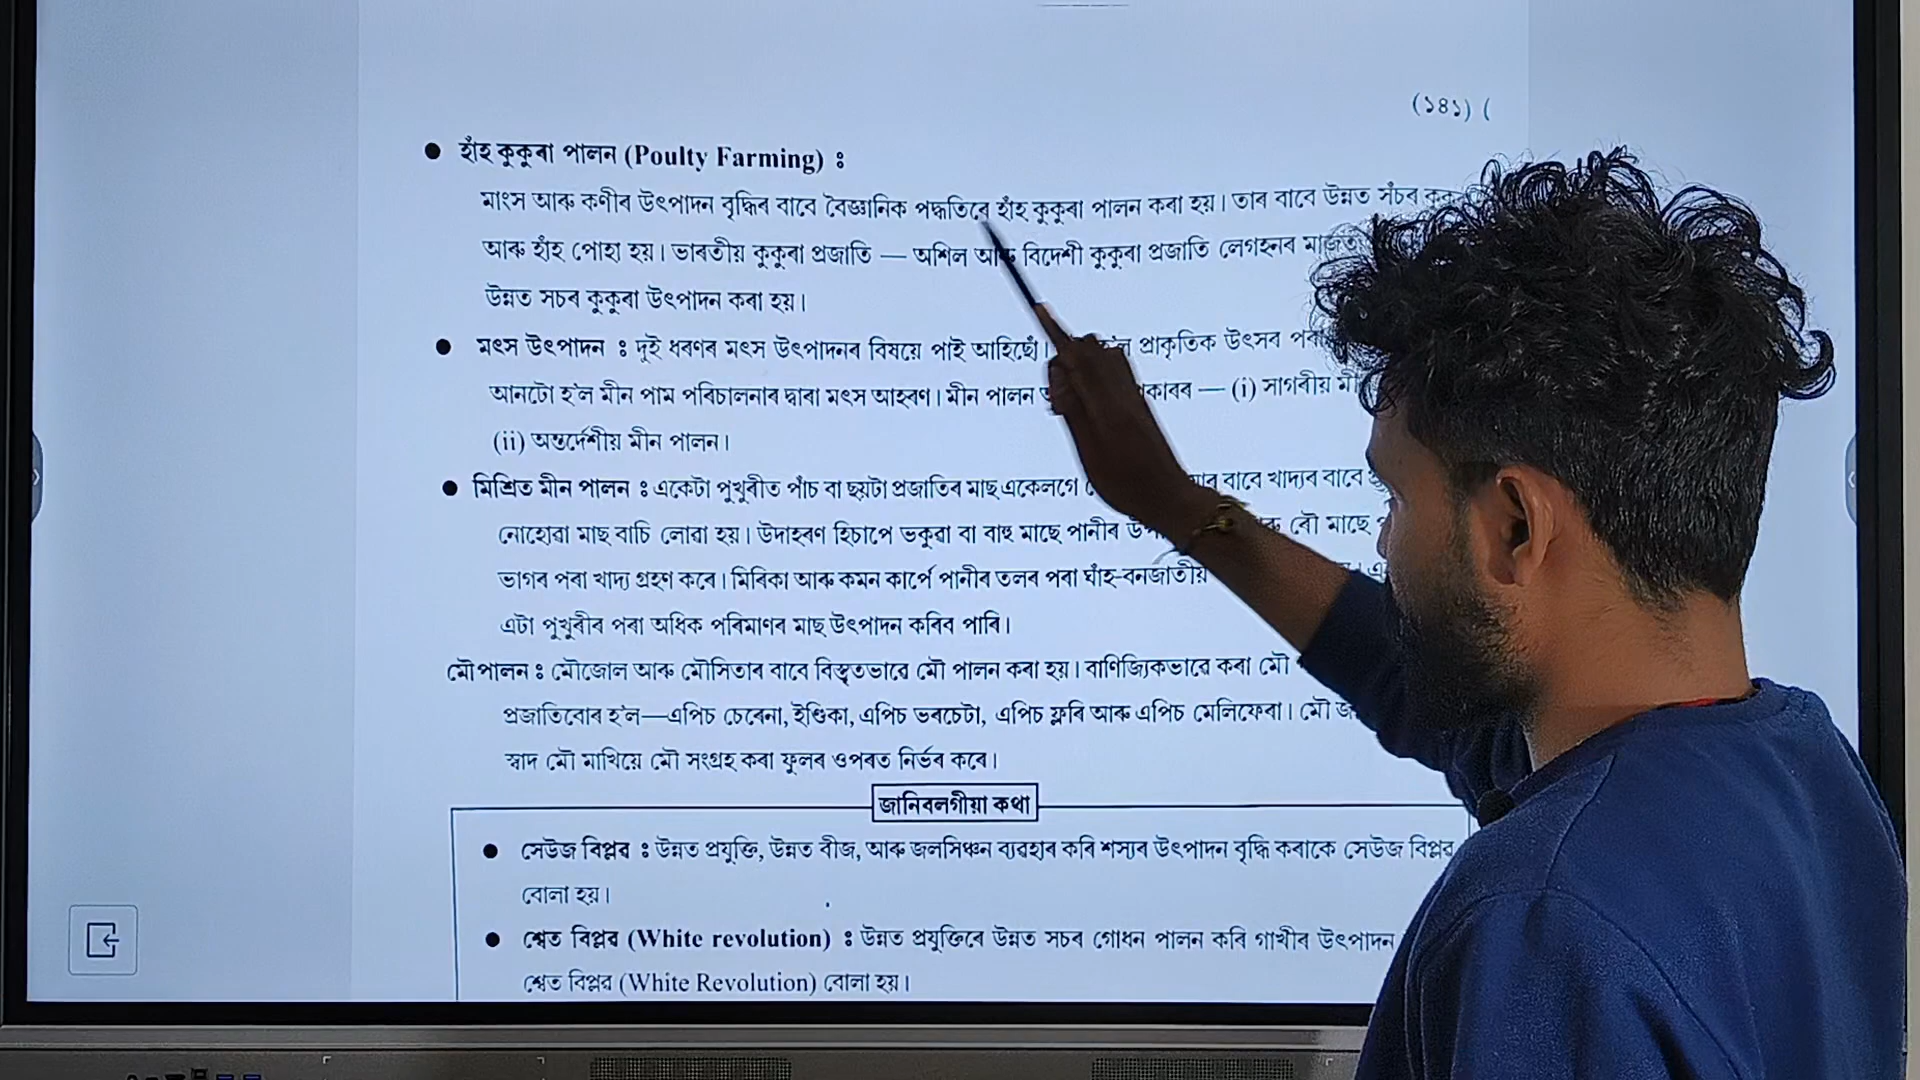 (১৪১) (
● হাঁহ কুকুৰা পালন (Poulty Farming) ঃ
মাংস আৰু কণীৰ উৎপাদন বৃদ্ধিৰ বাবে বৈজ্ঞানিক পদ্ধতিৰে হাঁহ কুকুৰা পালন কৰা হয়। তাৰ বাবে উন্নত সঁচৰ
আৰু হাঁহ পোহা হয়। ভাৰতীয় কুকুৰা প্ৰজাতি — অশিল আৰু বিদেশী কুকুৰা প্ৰজাতি লেগহনৰ মাজত
উন্নত সচৰ কুকুৰা উৎপাদন কৰা হয়।
● মৎস উৎপাদন ঃ দুই ধৰণৰ মৎস উৎপাদনৰ বিষয়ে পাই আহিছোঁ। প্ৰাকৃতিক উৎসৰ পৰা
আনটো হ'ল মীন পাম পৰিচালনাৰ দ্বাৰা মৎস আহৰণ। মীন পালন — (i) সাগৰীয়
(ii) অন্তৰ্দেশীয় মীন পালন।
● মিশ্ৰিত মীন পালন ঃ একেটা পুখুৰীত পাঁচ বা ছয়টা প্ৰজাতিৰ মাছ একেলগে বাবে খাদ্যৰ বাবে
নোহোৱা মাছ বাচি লোৱা হয়। উদাহৰণ হিচাপে ভকুৱা বা বাহু মাছে পানীৰ ৰৌ মাছে
ভাগৰ পৰা খাদ্য গ্ৰহণ কৰে। মিৰিকা আৰু কমন কাৰ্পে পানীৰ তলৰ পৰা ঘাঁহ-বনজাতীয়
এটা পুখুৰীৰ পৰা অধিক পৰিমাণৰ মাছ উৎপাদন কৰিব পাৰি।
মৌ পালন ঃ মৌজোল আৰু মৌসিতাৰ বাবে বিস্তৃতভাৱে মৌ পালন কৰা হয়। বাণিজ্যিকভাৱে কৰা মৌ
প্ৰজাতিবোৰ হ'ল—এপিচ চেৰেনা, ইণ্ডিকা, এপিচ ভৰচেটা, এপিচ ফ্লৰি আৰু এপিচ মেলিফেৰা। মৌ
স্বাদ মৌ মাখিয়ে মৌ সংগ্ৰহ কৰা ফুলৰ ওপৰত নিৰ্ভৰ কৰে।
জানিবলগীয়া কথা
● সেউজ বিপ্লৱ ঃ উন্নত প্ৰযুক্তি, উন্নত বীজ, আৰু জলসিঞ্চন ব্যৱহাৰ কৰি শস্যৰ উৎপাদন বৃদ্ধি কৰাকে সেউজ বিপ্লৱ
বোলা হয়।
● শ্বেত বিপ্লৱ (White revolution) ঃ উন্নত প্ৰযুক্তিৰে উন্নত সচৰ গোধন পালন কৰি গাখীৰ উৎপাদন
শ্বেত বিপ্লৱ (White Revolution) বোলা হয়।